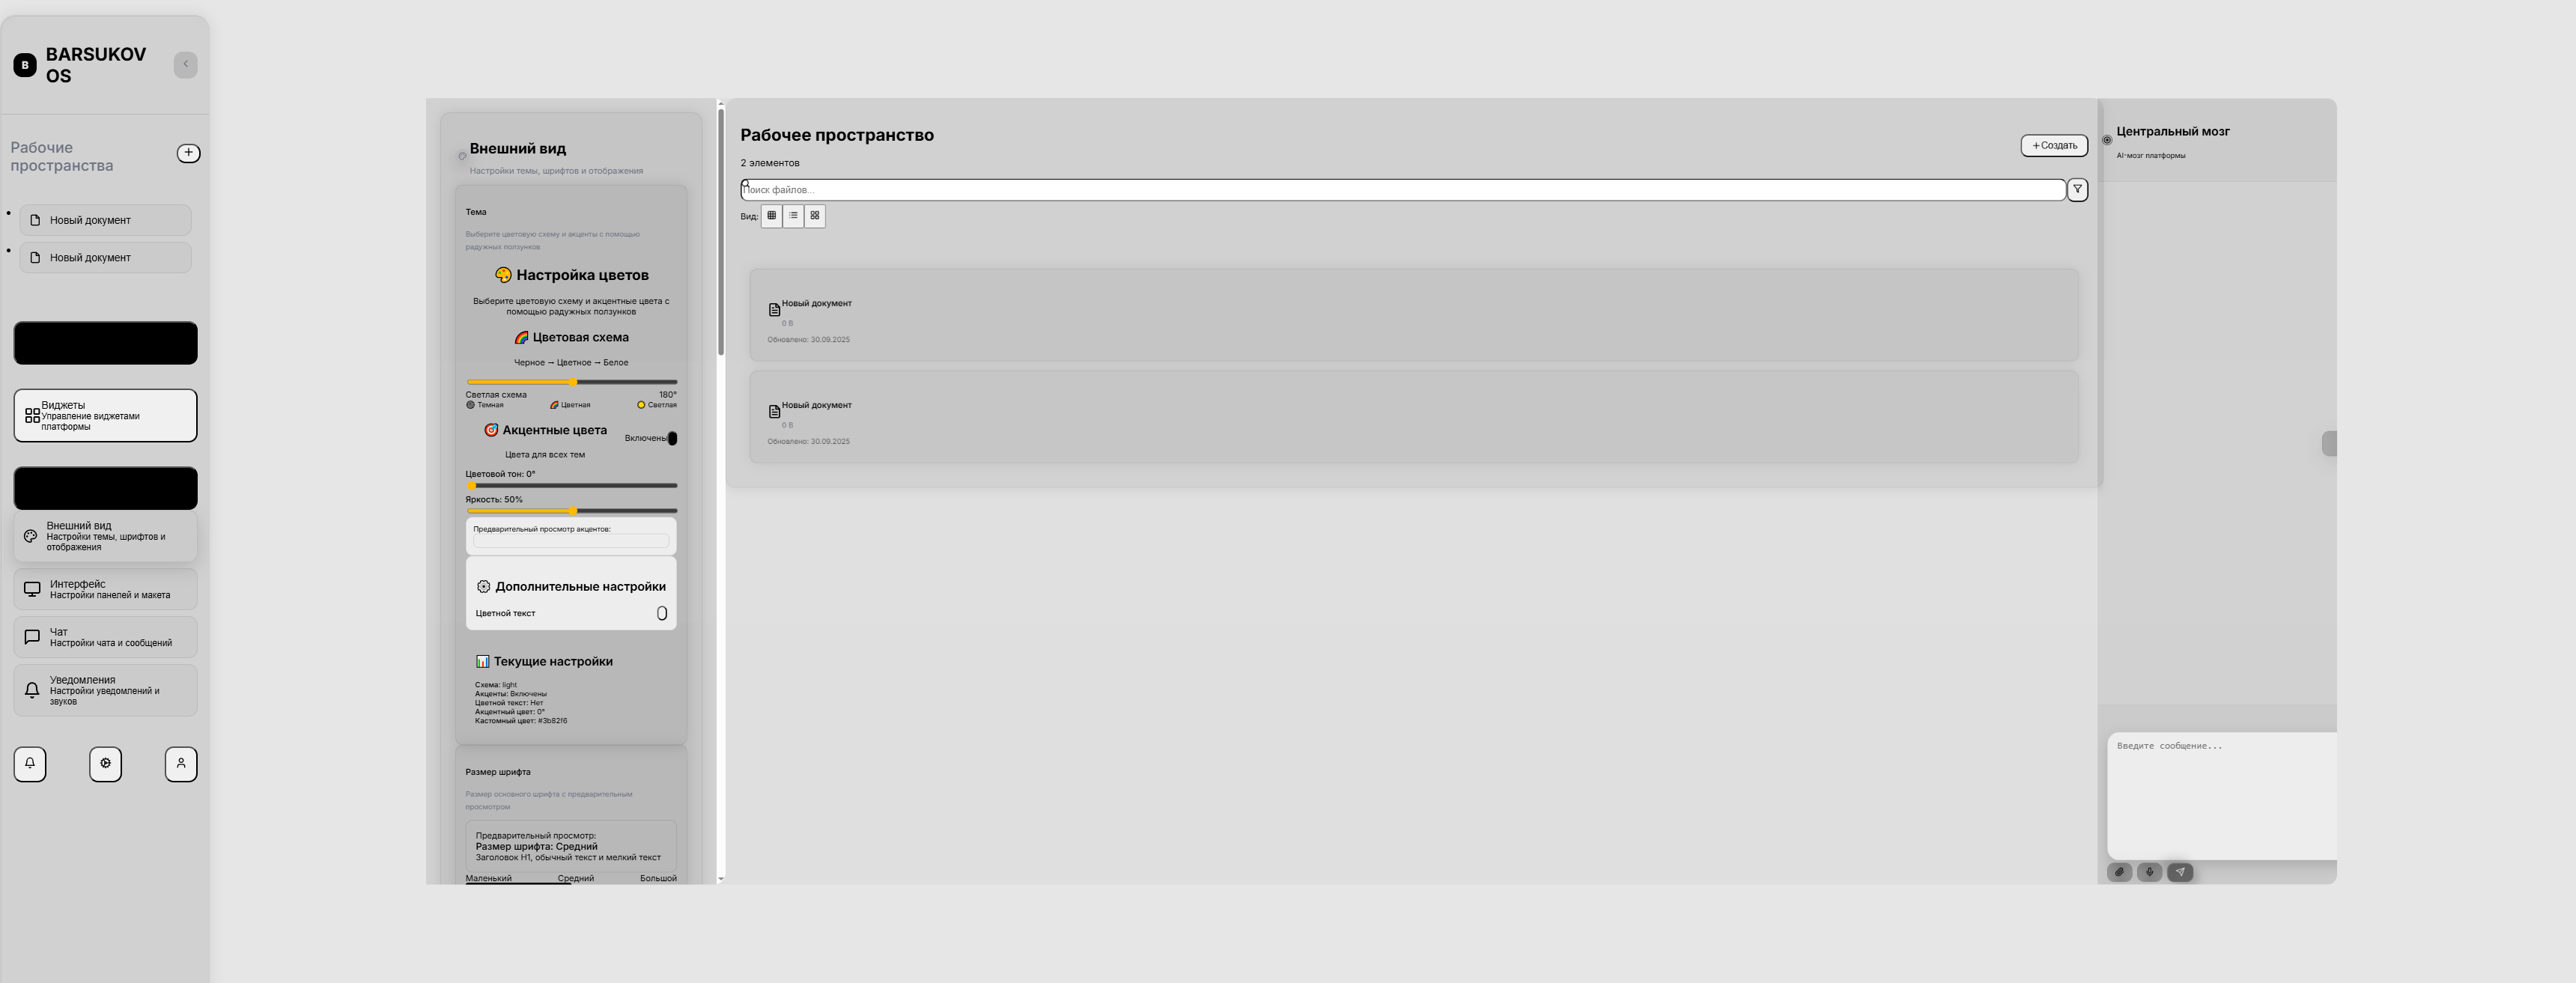 B
BARSUKOV
OS
Рабочие
пространства
Новый документ
Новый документ
Виджеты
Управление виджетами
платформы
Внешний вид
Настройки темы, шрифтов и
отображения
Интерфейс
Настройки панелей и макета
Чат
Настройки чата и сообщений
Уведомления
Настройки уведомлений и
звуков
Внешний вид
Настройки темы, шрифтов и отображения
Тема
Выберите цветовую схему и акценты с помощью
радужных ползунков
🎨 Настройка цветов
Выберите цветовую схему и акцентные цвета с
помощью радужных ползунков
🌈 Цветовая схема
Черное → Цветное → Белое
Светлая схема 180°
Темная 🌈 Цветная Светлая
🎯 Акцентные цвета
Включены
Цвета для всех тем
Цветовой тон: 0°
Яркость: 50%
Предварительный просмотр акцентов:
Дополнительные настройки
Цветной текст
📊 Текущие настройки
Схема: light
Акценты: Включены
Цветной текст: Нет
Акцентный цвет: 0°
Кастомный цвет: #3b82f6
Размер шрифта
Размер основного шрифта с предварительным
просмотром
Предварительный просмотр:
Размер шрифта: Средний
Заголовок H1, обычный текст и мелкий текст
Маленький Средний Большой
Рабочее пространство
2 элементов
+ Создать
Поиск файлов...
Вид:
Новый документ
0 B
Обновлено: 30.09.2025
Новый документ
0 B
Обновлено: 30.09.2025
Центральный мозг
AI-мозг платформы
Введите сообщение...